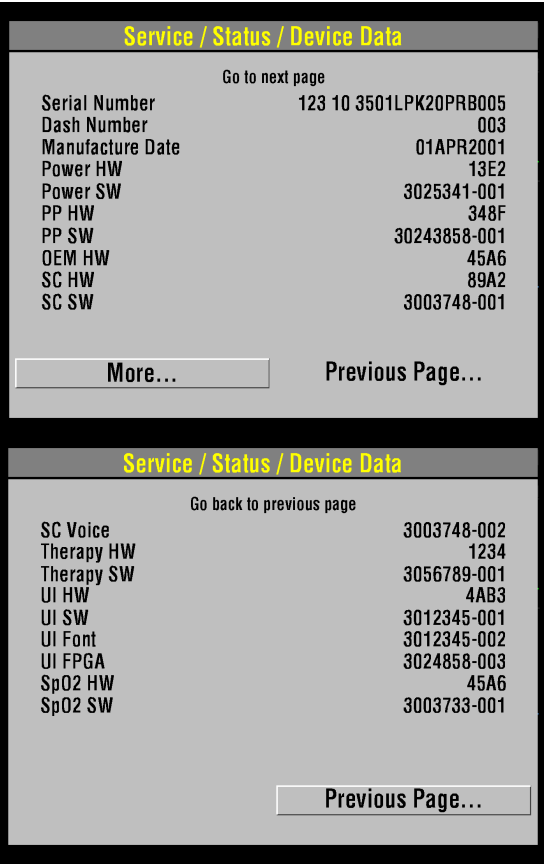 Service / Status / Device Data
Go to next page
Serial Number 123 10 3501LPK20PRB005
Dash Number 003
Manufacture Date 01APR2001
Power HW 13E2
Power SW 3025341-001
PP HW 348F
PP SW 30243858-001
OEM HW 45A6
SC HW 89A2
SC SW 3003748-001
More... Previous Page...
Service / Status / Device Data
Go back to previous page
SC Voice 3003748-002
Therapy HW 1234
Therapy SW 3056789-001
UI HW 4AB3
UI SW 3012345-001
UI Font 3012345-002
UI FPGA 3024858-003
SpO2 HW 45A6
SpO2 SW 3003733-001
Previous Page...